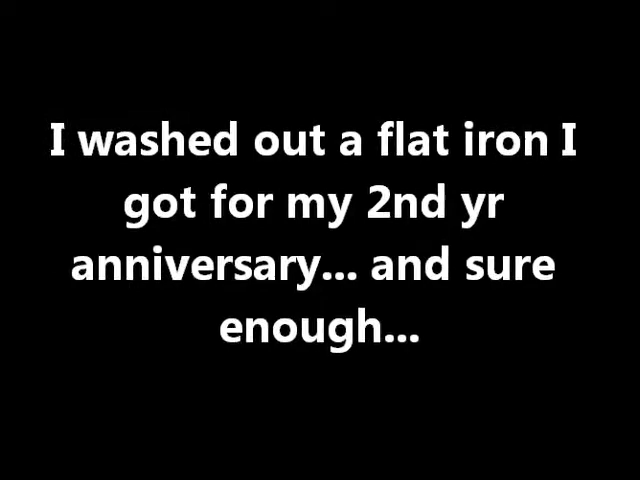 I washed out a flat iron I
got for my 2nd yr
anniversary... and sure
enough...